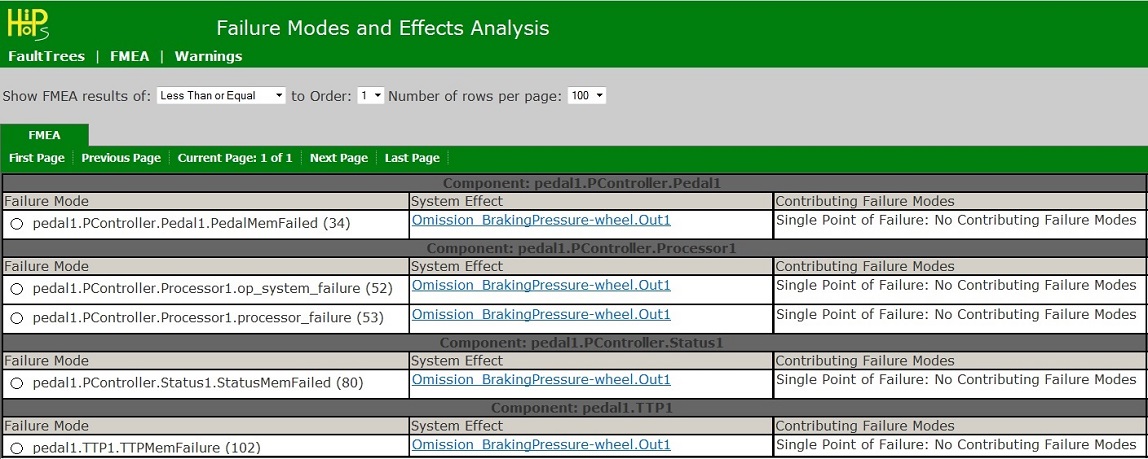 HiP HOPS
Failure Modes and Effects Analysis
FaultTrees | FMEA | Warnings
Show FMEA results of: Less Than or Equal to Order: 1 Number of rows per page: 100
FMEA
First Page Previous Page Current Page: 1 of 1 Next Page Last Page
Component: pedal1.PController.Pedal1
Failure Mode System Effect Contributing Failure Modes
pedal1.PController.Pedal1.PedalMemFailed (34) Omission_BrakingPressure-wheel.Out1 Single Point of Failure: No Contributing Failure Modes
Component: pedal1.PController.Processor1
Failure Mode System Effect Contributing Failure Modes
pedal1.PController.Processor1.op_system_failure (52) Omission_BrakingPressure-wheel.Out1 Single Point of Failure: No Contributing Failure Modes
pedal1.PController.Processor1.processor_failure (53) Omission_BrakingPressure-wheel.Out1 Single Point of Failure: No Contributing Failure Modes
Component: pedal1.PController.Status1
Failure Mode System Effect Contributing Failure Modes
pedal1.PController.Status1.StatusMemFailed (80) Omission_BrakingPressure-wheel.Out1 Single Point of Failure: No Contributing Failure Modes
Component: pedal1.TTP1
Failure Mode System Effect Contributing Failure Modes
pedal1.TTP1.TTPMemFailure (102) Omission_BrakingPressure-wheel.Out1 Single Point of Failure: No Contributing Failure Modes